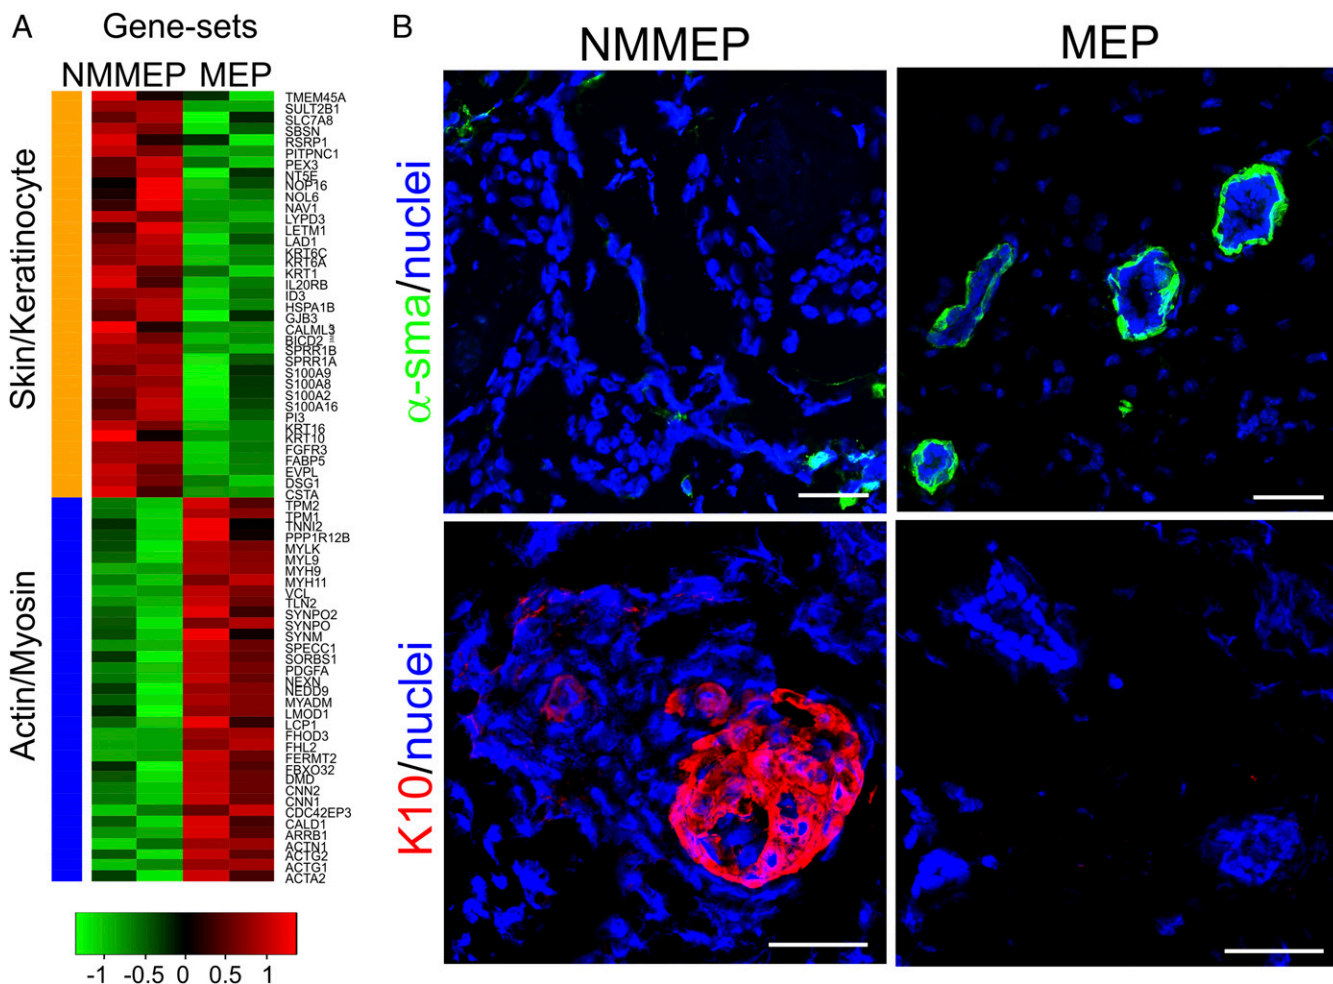 A
Gene-sets
NMMEP MEP
Skin/Keratinocyte
Actin/Myosin
TMEM45A
SULT2B1
SLC7A8
SBSN
RSRP1
PITPNC1
PEX3
NT5E
NOP16
NOL6
NAV1
LYPD3
LETM1
LAD1
KRT6C
KRT6A
KRT1
IL20RB
ID3
HSPA1B
GJB3
CALML3
BICD2
SPRR1B
SPRR1A
S100A9
S100A8
S100A2
S100A16
PI3
KRT16
KRT10
FGFR3
FABP5
EVPL
DSG1
CSTA
TPM2
TPM1
TNNI2
PPP1R12B
MYLK
MYL9
MYH9
MYH11
VCL
TLN2
SYNPO2
SYNPO
SYNM
SPECC1
SORBS1
PDGFA
NEXN
NEDD9
MYADM
LMOD1
LCP1
FHOD3
FHL2
FERMT2
FBXO32
DMD
CNN2
CNN1
CDC42EP3
CALD1
ARRB1
ACTN1
ACTG2
ACTG1
ACTA2
-1 -0.5 0 0.5 1
B
NMMEP
MEP
α-sma/nuclei
K10/nuclei